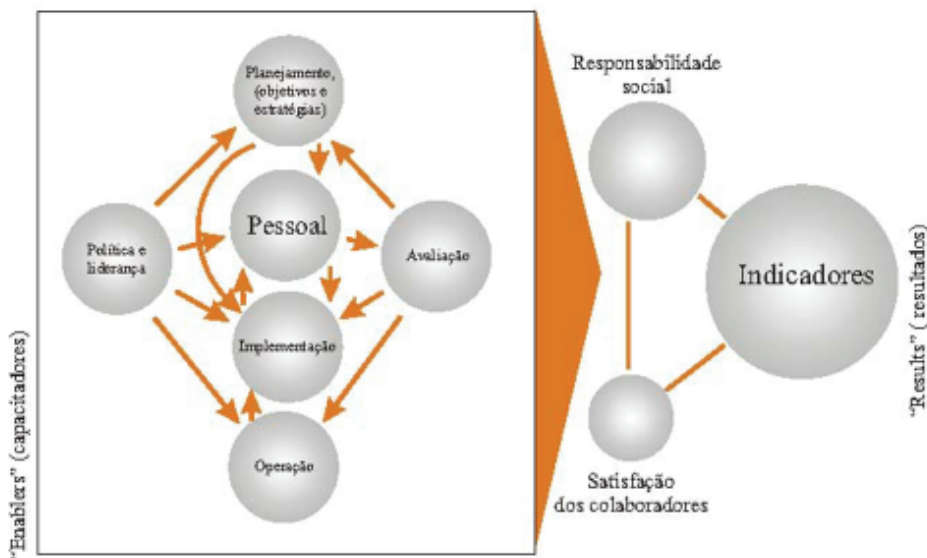 Planejamento,
(objetivos e
estratégias)
Pessoal
Política e
liderança
Avaliação
Implementação
Operação
"Enablers" (capacitadores)
Responsabilidade
social
Indicadores
Satisfação
dos colaboradores
"Results" ( resultados)